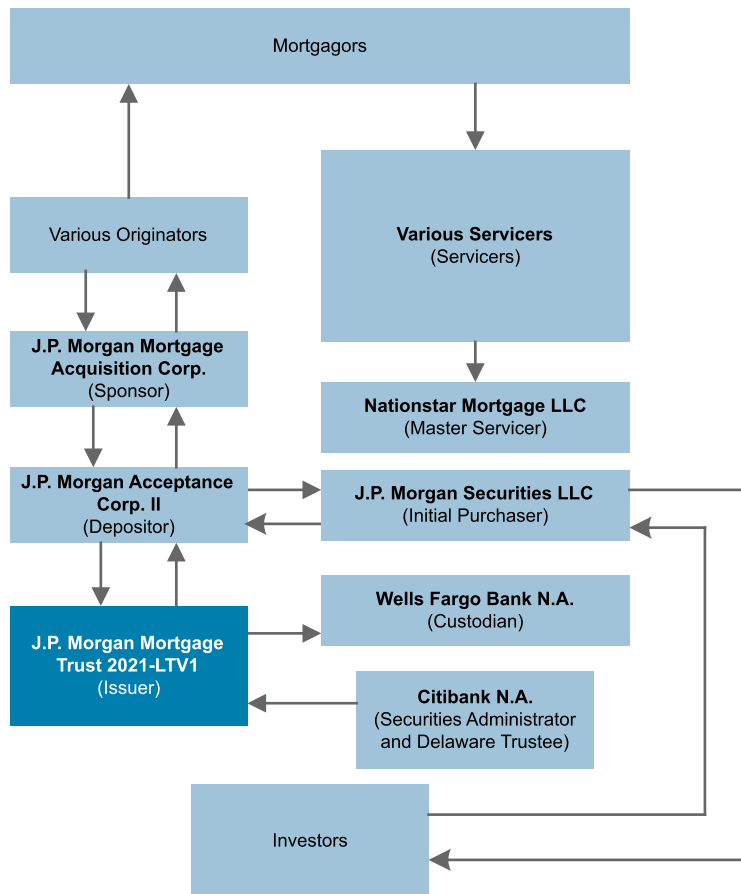 Mortgagors
Various Originators
Various Servicers
(Servicers)
J.P. Morgan Mortgage
Acquisition Corp.
(Sponsor)
Nationstar Mortgage LLC
(Master Servicer)
J.P. Morgan Acceptance
Corp. II
(Depositor)
J.P. Morgan Securities LLC
(Initial Purchaser)
Wells Fargo Bank N.A.
(Custodian)
J.P. Morgan Mortgage
Trust 2021-LTV1
(Issuer)
Citibank N.A.
(Securities Administrator
and Delaware Trustee)
Investors